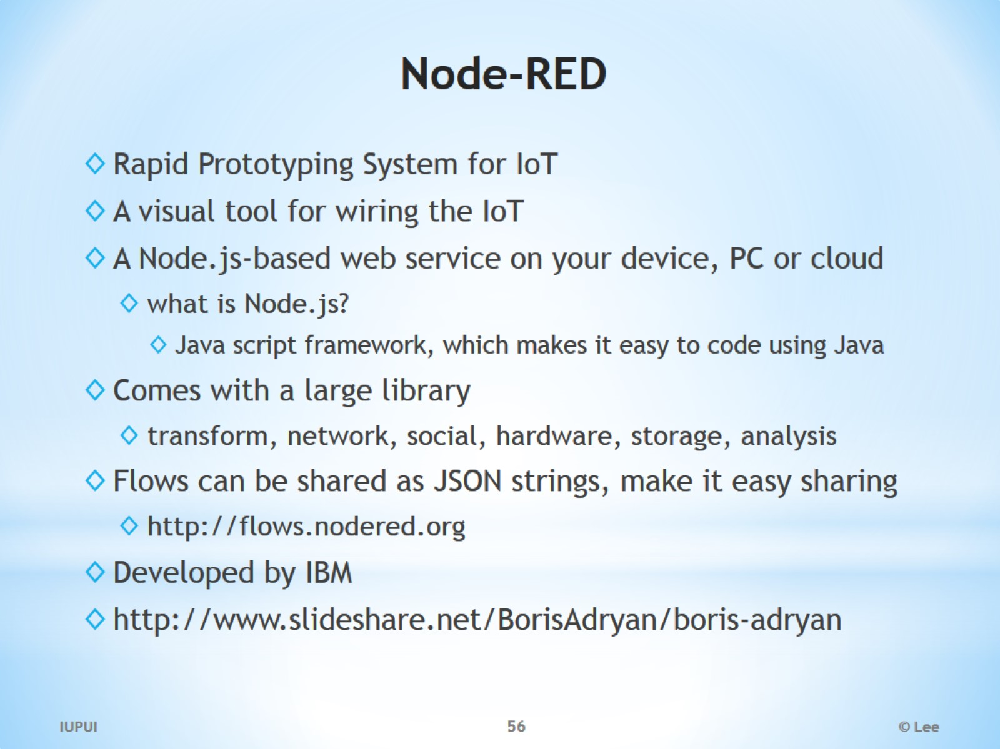 Node-RED
Rapid Prototyping System for IoT
A visual tool for wiring the IoT
A Node.js-based web service on your device, PC or cloud
what is Node.js?
Java script framework, which makes it easy to code using Java
Comes with a large library
transform, network, social, hardware, storage, analysis
Flows can be shared as JSON strings, make it easy sharing
http://flows.nodered.org
Developed by IBM
http://www.slideshare.net/BorisAdryan/boris-adryan
IUPUI 56 © Lee